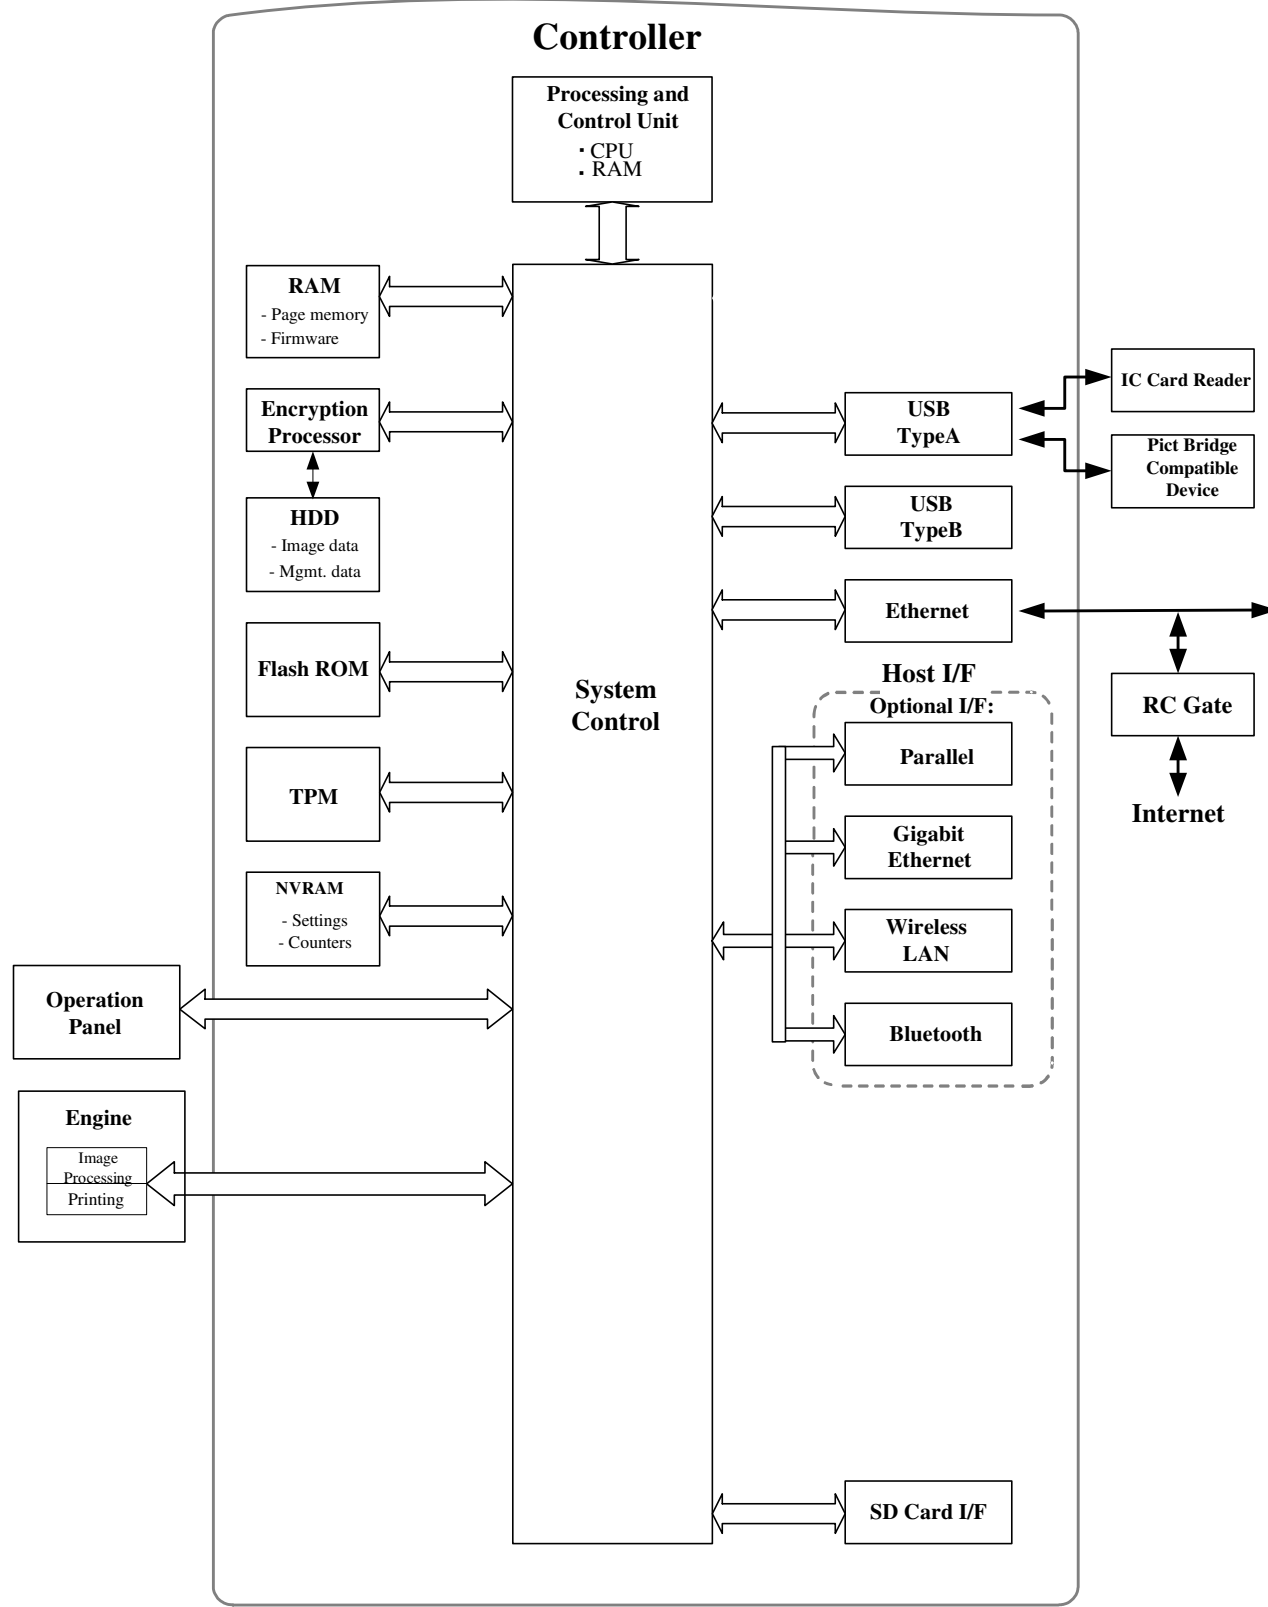 Controller
Processing and
Control Unit
· CPU
· RAM
RAM
- Page memory
- Firmware
Encryption
Processor
HDD
- Image data
- Mgmt. data
Flash ROM
TPM
NVRAM
- Settings
- Counters
Operation
Panel
Engine
Image
Processing
Printing
System
Control
USB
TypeA
USB
TypeB
Ethernet
Host I/F
Optional I/F:
Parallel
Gigabit
Ethernet
Wireless
LAN
Bluetooth
SD Card I/F
IC Card Reader
Pict Bridge
Compatible
Device
RC Gate
Internet